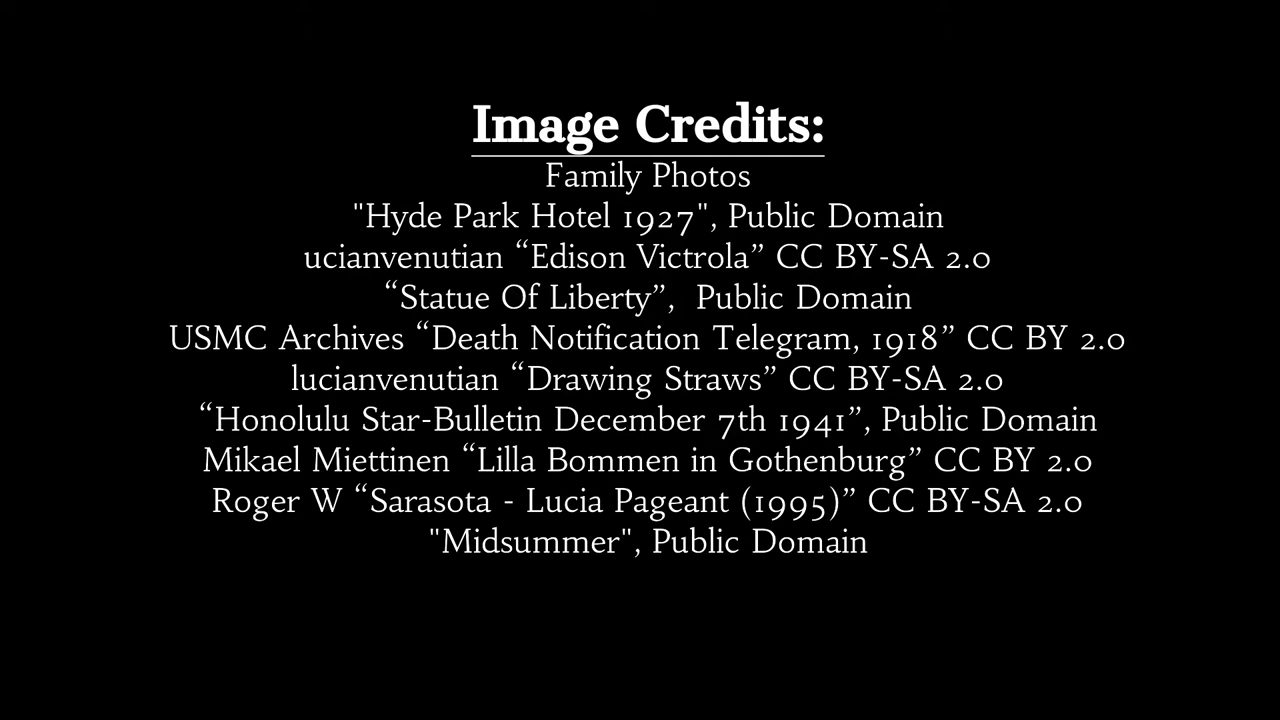 Image Credits:
Family Photos
"Hyde Park Hotel 1927", Public Domain
ucianvenutian “Edison Victrola” CC BY-SA 2.0
“Statue Of Liberty”,  Public Domain
USMC Archives “Death Notification Telegram, 1918” CC BY 2.0
lucianvenutian “Drawing Straws” CC BY-SA 2.0
“Honolulu Star-Bulletin December 7th 1941”, Public Domain
Mikael Miettinen “Lilla Bommen in Gothenburg” CC BY 2.0
Roger W “Sarasota - Lucia Pageant (1995)” CC BY-SA 2.0
"Midsummer", Public Domain